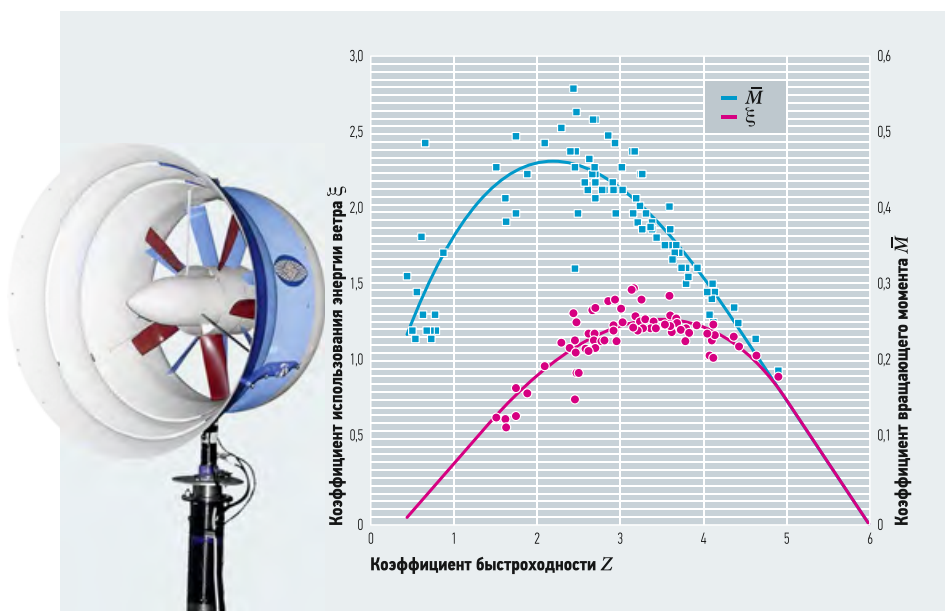 3,0
2,5
2,0
1,5
1,0
0,5
0
0,6
0,5
0,4
0,3
0,2
0,1
0
M̄
ξ
Коэффициент использования энергии ветра ξ
Коэффициент вращающего момента M̄
0 1 2 3 4 5 6
Коэффициент быстроходности Z